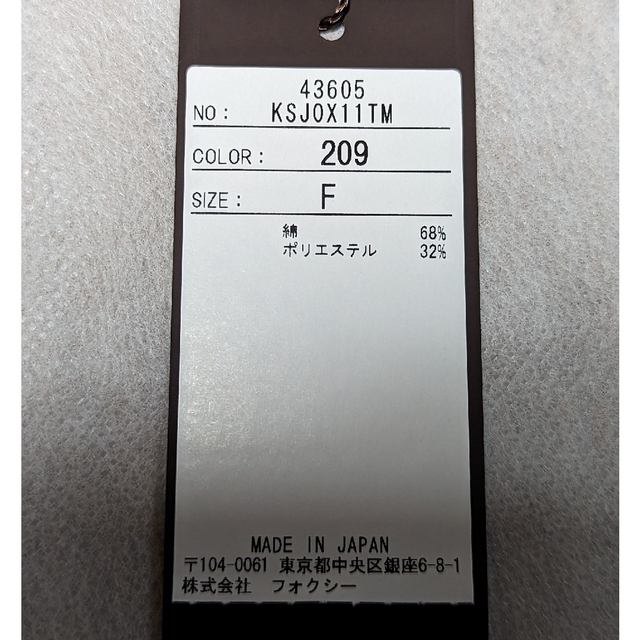 43605
NO: KSJ0X11TM
COLOR: 209
SIZE: F
綿 68%
ポリエステル 32%
MADE IN JAPAN
〒104-0061 東京都中央区銀座6-8-1
株式会社 フォクシー